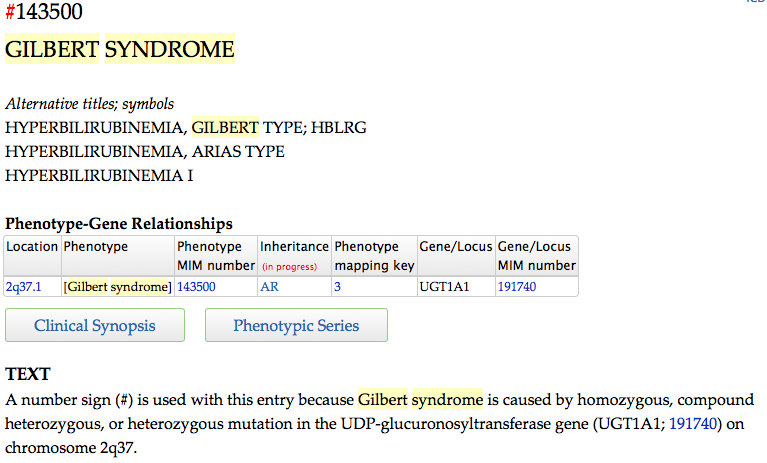 #143500
GILBERT SYNDROME
Alternative titles; symbols
HYPERBILIRUBINEMIA, GILBERT TYPE; HBLRG
HYPERBILIRUBINEMIA, ARIAS TYPE
HYPERBILIRUBINEMIA I
Phenotype-Gene Relationships
Location Phenotype Phenotype MIM number Inheritance (in progress) Phenotype mapping key Gene/Locus Gene/Locus MIM number
2q37.1 [Gilbert syndrome] 143500 AR 3 UGT1A1 191740
Clinical Synopsis Phenotypic Series
TEXT
A number sign (#) is used with this entry because Gilbert syndrome is caused by homozygous, compound
heterozygous, or heterozygous mutation in the UDP-glucuronosyltransferase gene (UGT1A1; 191740) on
chromosome 2q37.